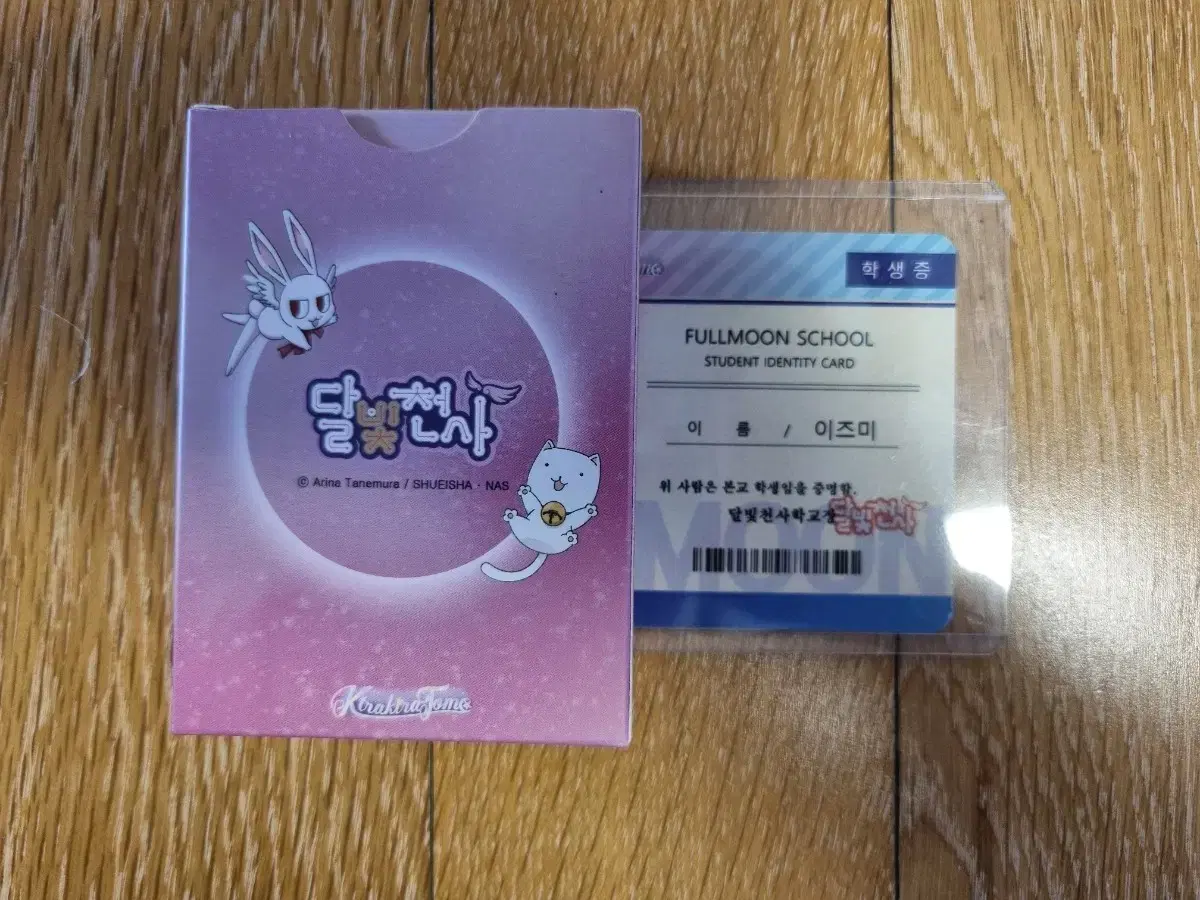 달빛천사
© Arina Tanemura / SHUEISHA · NAS
KirakiraTome
학생증
FULLMOON SCHOOL
STUDENT IDENTITY CARD
이 름 / 이즈미
위 사람은 본교 학생임을 증명함.
달빛천사학교장
달빛천사
MOON